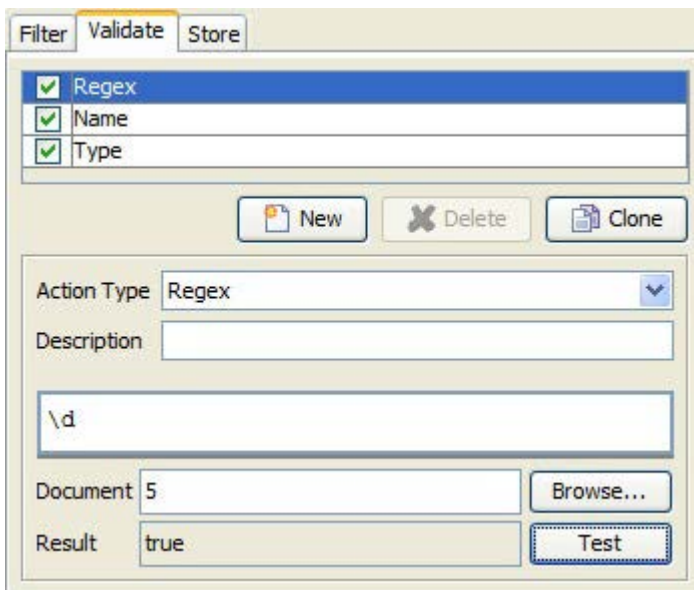 Filter Validate Store
Regex
Name
Type
New Delete Clone
Action Type Regex
Description
\d
Document 5 Browse...
Result true Test